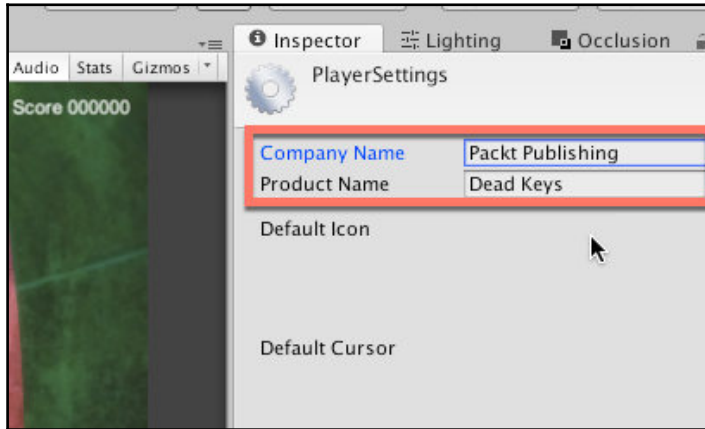 Inspector Lighting Occlusion
Audio Stats Gizmos
PlayerSettings
Score 000000
Company Name Packt Publishing
Product Name Dead Keys
Default Icon
Default Cursor